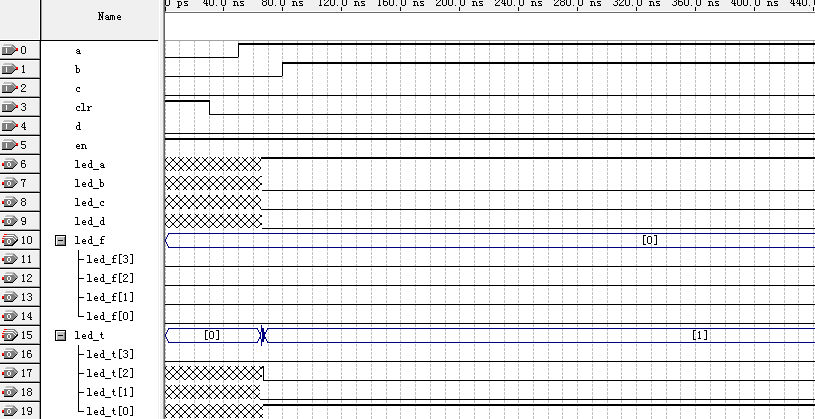 Name
0 ps 40.0 ns 80.0 ns 120.0 ns 160.0 ns 200.0 ns 240.0 ns 280.0 ns 320.0 ns 360.0 ns 400.0 ns 440.
0 a
1 b
2 c
3 clr
4 d
5 en
6 led_a
7 led_b
8 led_c
9 led_d
10 led_f [0]
11 led_f[3]
12 led_f[2]
13 led_f[1]
14 led_f[0]
15 led_t [0] [1]
16 led_t[3]
17 led_t[2]
18 led_t[1]
19 led_t[0]